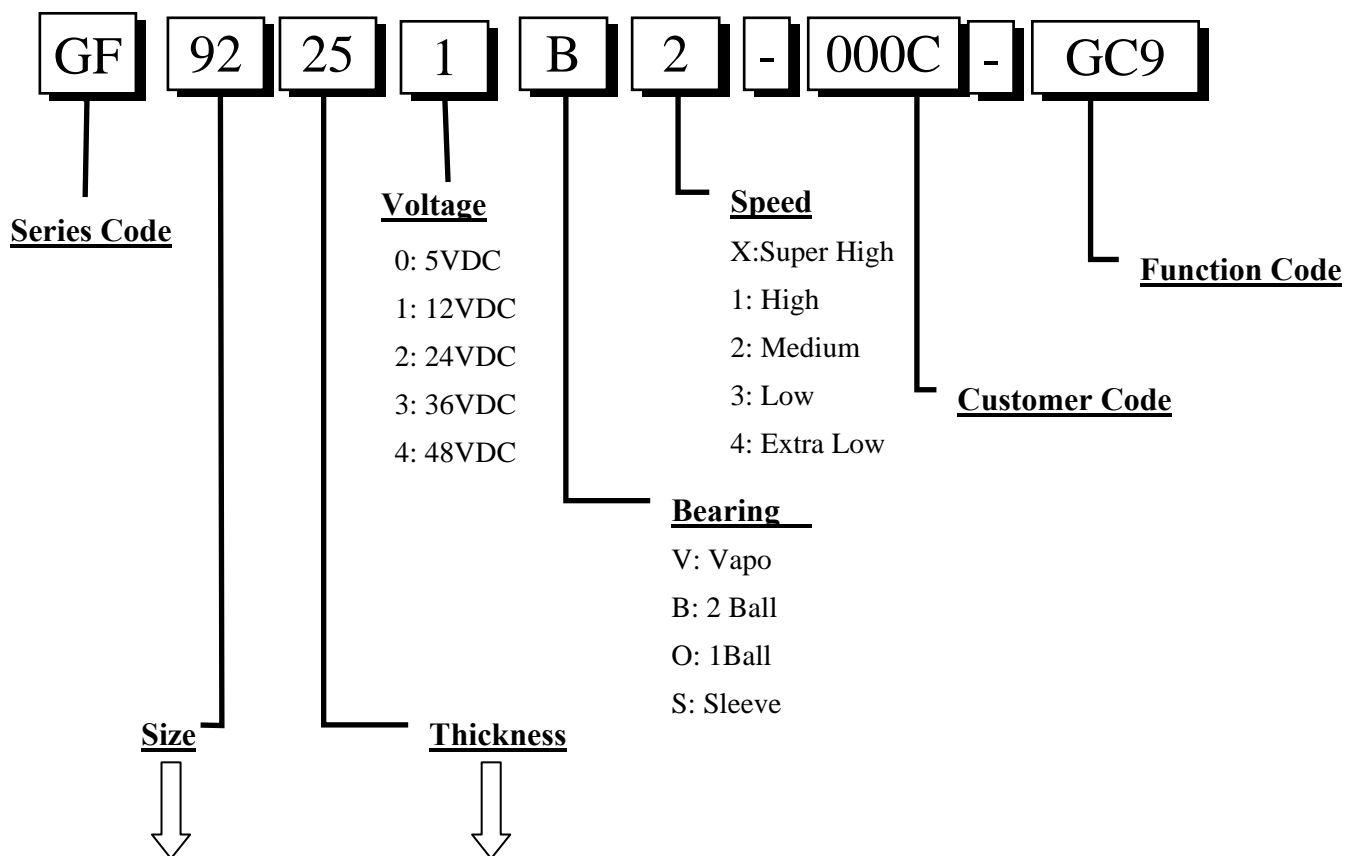 GF 92 25 1 B 2 - 000C - GC9
Series Code
Voltage
0: 5VDC
1: 12VDC
2: 24VDC
3: 36VDC
4: 48VDC
Speed
X:Super High
1: High
2: Medium
3: Low
4: Extra Low
Function Code
Customer Code
Bearing
V: Vapo
B: 2 Ball
O: 1Ball
S: Sleeve
Size
Thickness